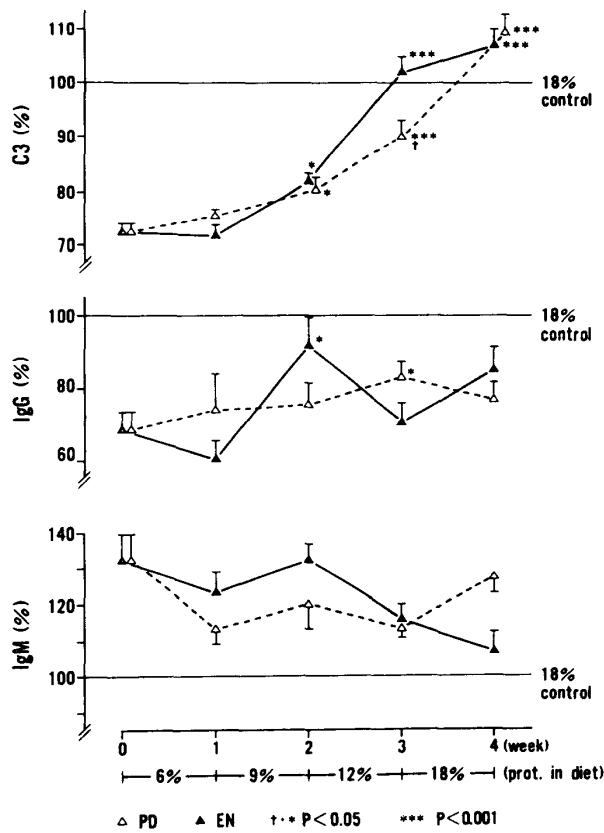 110
100
90
80
70
C3 (%)
***
***
***
†
*
*
18%
control
100
80
60
IgG (%)
*
*
18%
control
140
120
100
IgM (%)
18%
control
0 1 2 3 4 (week)
6% 9% 12% 18% (prot. in diet)
△ PD ▲ EN †·* P<0.05 *** P<0.001